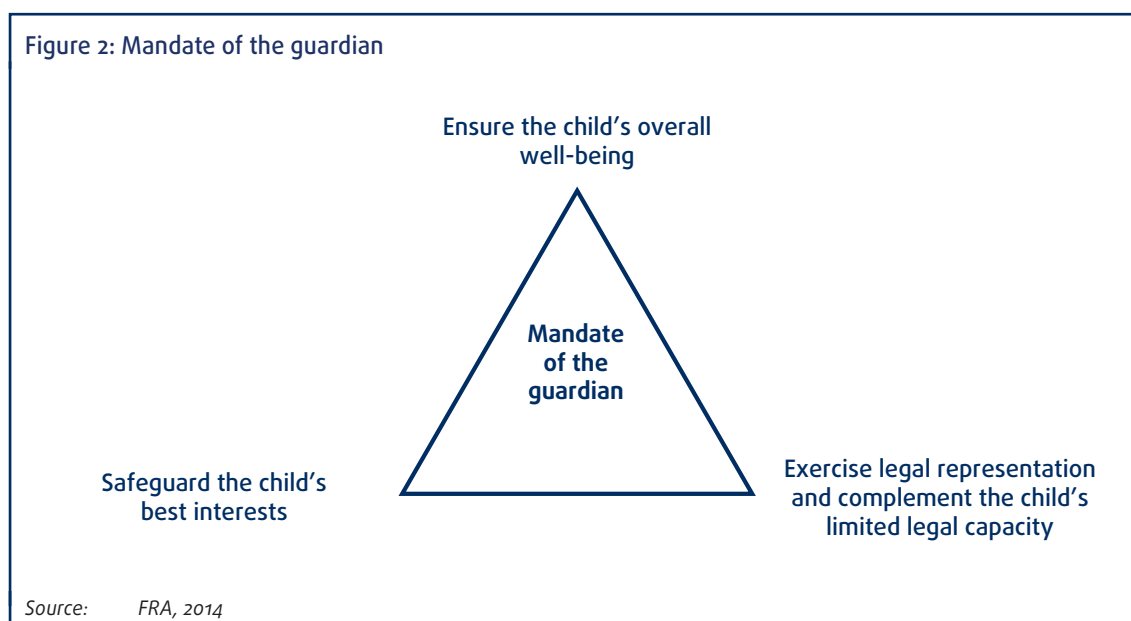 Figure 2: Mandate of the guardian
Ensure the child’s overall
well-being
Mandate
of the
guardian
Safeguard the child’s
best interests
Exercise legal representation
and complement the child’s
limited legal capacity
Source: FRA, 2014